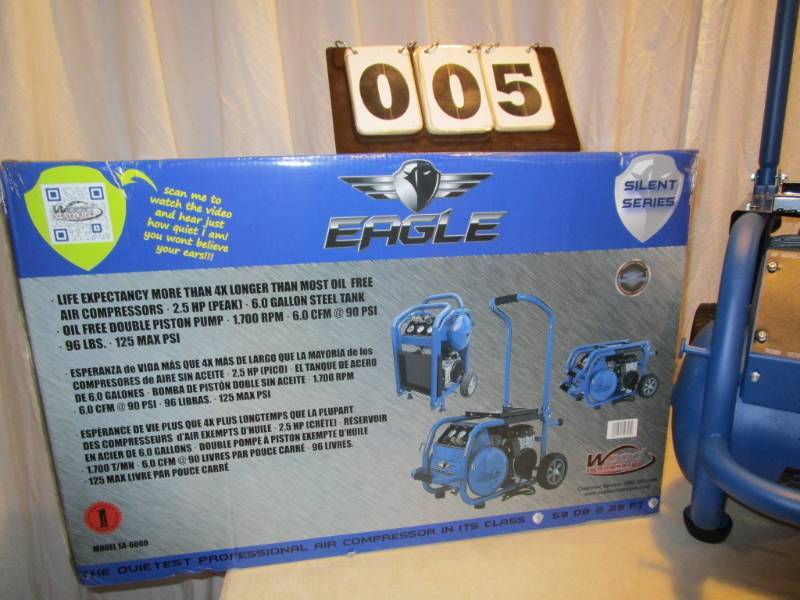 005
scan me to
watch the video
and hear just
how quiet I am!
you wont believe
your ears!!!
EAGLE
SILENT
SERIES
· LIFE EXPECTANCY MORE THAN 4X LONGER THAN MOST OIL FREE
AIR COMPRESSORS · 2.5 HP (PEAK) · 6.0 GALLON STEEL TANK
· OIL FREE DOUBLE PISTON PUMP · 1,700 RPM · 6.0 CFM @ 90 PSI
· 96 LBS. · 125 MAX PSI
· ESPERANZA de VIDA MÁS QUE 4X MÁS DE LARGO QUE LA MAYORÍA de los
COMPRESORES de AIRE SIN ACEITE · 2.5 HP (PICO) · EL TANQUE DE ACERO
DE 6.0 GALONES · BOMBA DE PISTÓN DOBLE SIN ACEITE · 1.700 RPM
· 6.0 CFM @ 90 PSI · 96 LIBRAS · 125 MAX PSI
· ESPÉRANCE DE VIE PLUS QUE 4X PLUS LONGTEMPS QUE LA PLUPART
DES COMPRESSEURS d'AIR EXEMPTS D'HUILE · 2.5 HP (CRÊTE) · RÉSERVOIR
EN ACIER DE 6.0 GALLONS · DOUBLE POMPE À PISTON EXEMPTE D'HUILE
· 1.700 T/MN · 6.0 CFM @ 90 LIVRES PAR POUCE CARRÉ · 96 LIVRES.
· 125 MAX LIVRE PAR POUCE CARRÉ
1
MODEL EA-6000
THE QUIETEST PROFESSIONAL AIR COMPRESSOR IN ITS CLASS 53 DB @ 25 FT